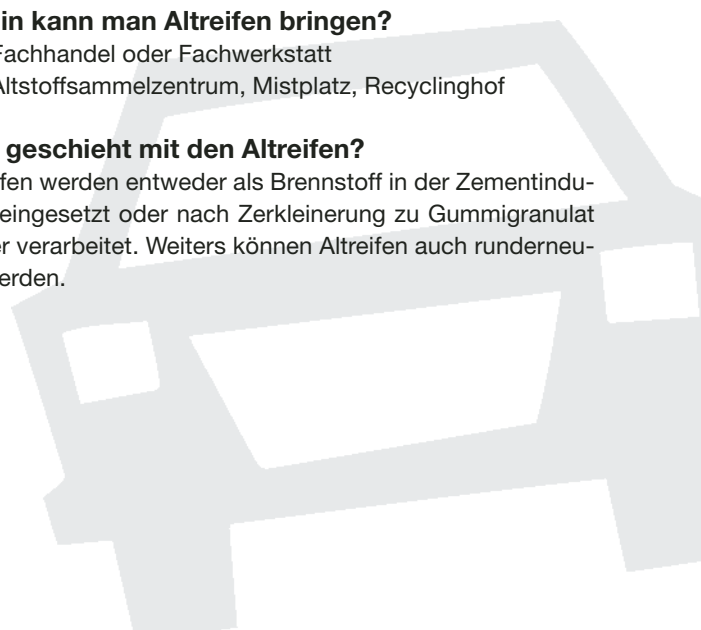 in kann man Altreifen bringen?
Fachhandel oder Fachwerkstatt
Altstoffsammelzentrum, Mistplatz, Recyclinghof
geschieht mit den Altreifen?
fen werden entweder als Brennstoff in der Zementindu-
eingesetzt oder nach Zerkleinerung zu Gummigranulat
er verarbeitet. Weiters können Altreifen auch runderneu-
erden.